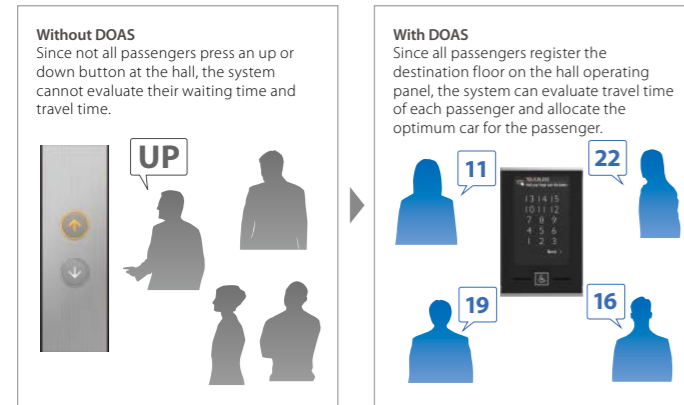 Without DOAS
Since not all passengers press an up or
down button at the hall, the system
cannot evaluate their waiting time and
travel time.
UP
With DOAS
Since all passengers register the
destination floor on the hall operating
panel, the system can evaluate travel time
of each passenger and allocate the
optimum car for the passenger.
11
22
TOUCHLESS
13 14 15
10 11 12
7 8 9
4 5 6
1 2 3
Next
19
16